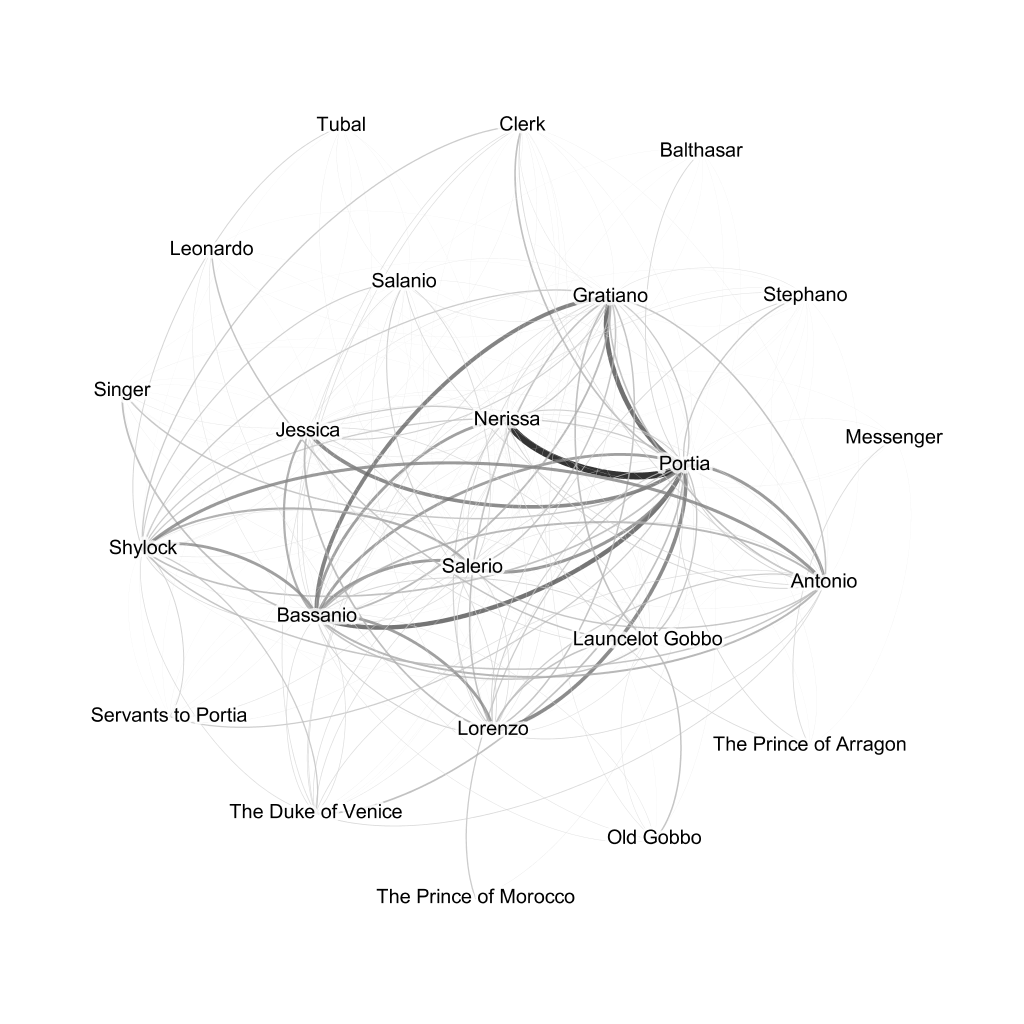 Tubal
Clerk
Balthasar
Leonardo
Salanio
Gratiano
Stephano
Singer
Jessica
Nerissa
Messenger
Portia
Shylock
Salerio
Antonio
Bassanio
Launcelot Gobbo
Servants to Portia
Lorenzo
The Prince of Arragon
The Duke of Venice
Old Gobbo
The Prince of Morocco